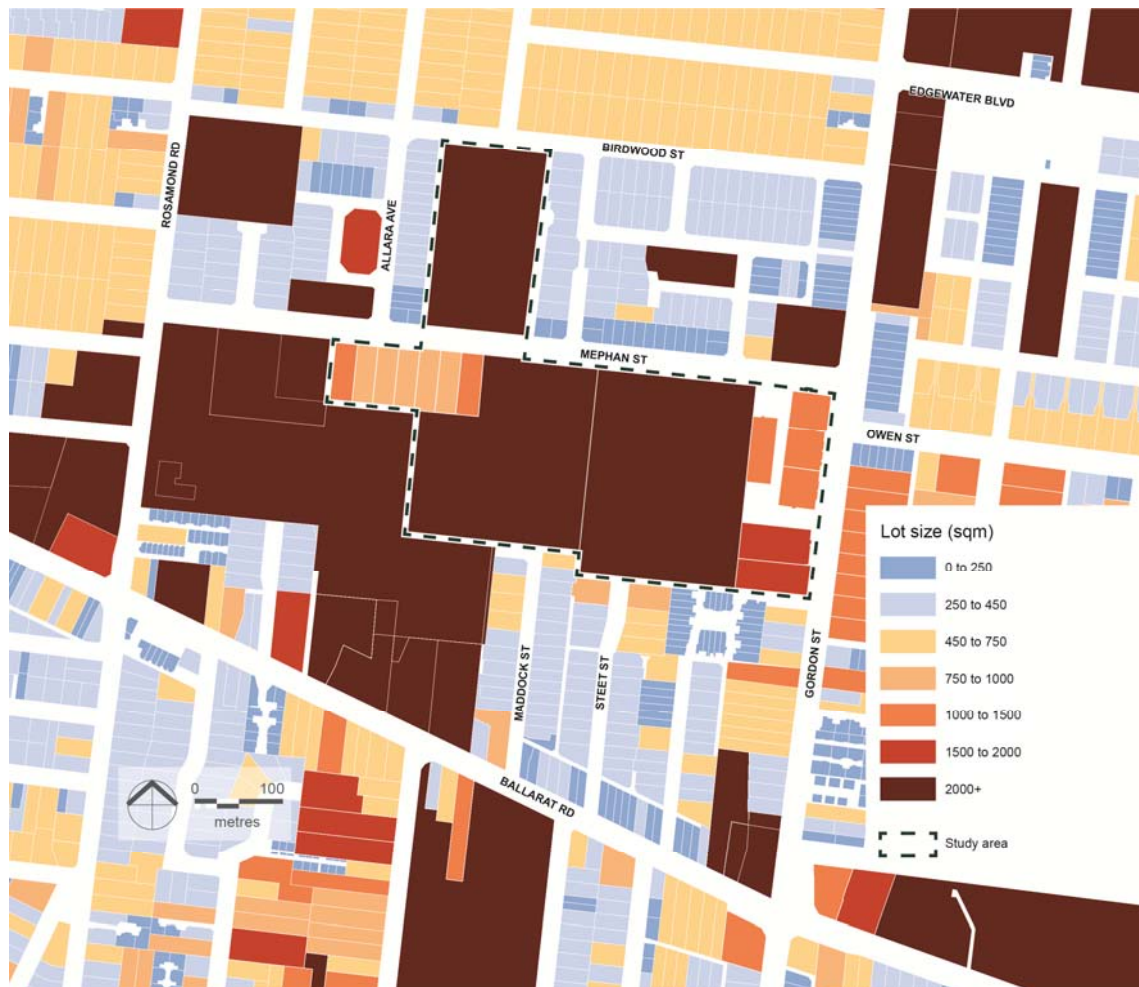 EDGEWATER BLVD
BIRDWOOD ST
ROSAMOND RD
ALLARA AVE
MEPHAN ST
OWEN ST
Lot size (sqm)
0 to 250
250 to 450
450 to 750
750 to 1000
1000 to 1500
1500 to 2000
2000+
Study area
GORDON ST
MADDOCK ST
STEET ST
BALLARAT RD
0 100
metres